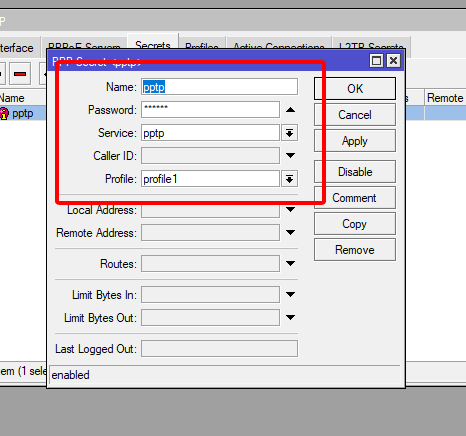 Interface PPPoE Servers Secrets Profiles Active Connections L2TP Secrets
PPP Secret <pptp>
Name: pptp
OK
Password: ******
Cancel
Service: pptp
Apply
Caller ID:
Profile: profile1
Disable
Comment
Local Address:
Copy
Remote Address:
Remove
Routes:
Limit Bytes In:
Limit Bytes Out:
Last Logged Out:
enabled
Name
Remote
pptp
em (1 sele